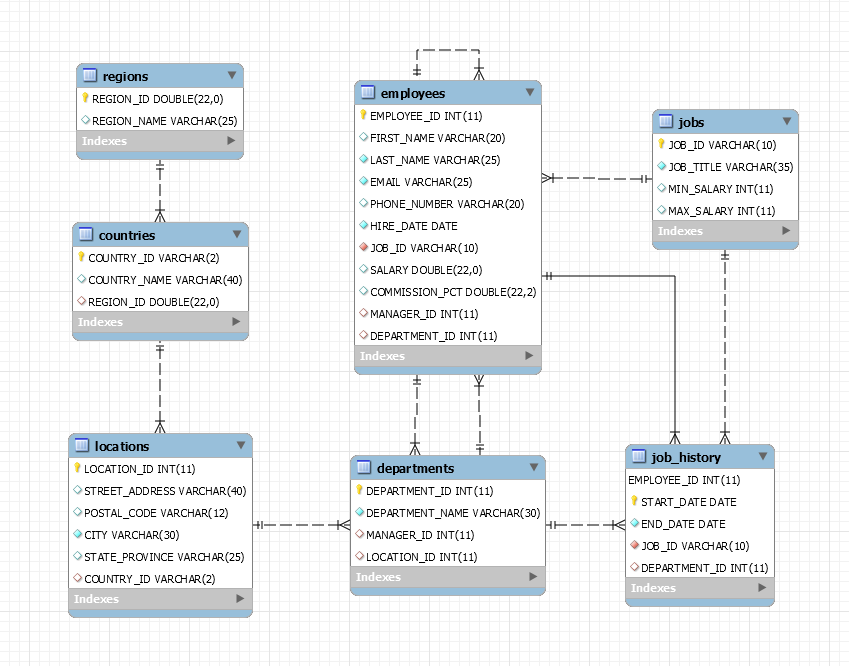 regions
REGION_ID DOUBLE(22,0)
REGION_NAME VARCHAR(25)
Indexes
countries
COUNTRY_ID VARCHAR(2)
COUNTRY_NAME VARCHAR(40)
REGION_ID DOUBLE(22,0)
Indexes
locations
LOCATION_ID INT(11)
STREET_ADDRESS VARCHAR(40)
POSTAL_CODE VARCHAR(12)
CITY VARCHAR(30)
STATE_PROVINCE VARCHAR(25)
COUNTRY_ID VARCHAR(2)
Indexes
employees
EMPLOYEE_ID INT(11)
FIRST_NAME VARCHAR(20)
LAST_NAME VARCHAR(25)
EMAIL VARCHAR(25)
PHONE_NUMBER VARCHAR(20)
HIRE_DATE DATE
JOB_ID VARCHAR(10)
SALARY DOUBLE(22,0)
COMMISSION_PCT DOUBLE(22,2)
MANAGER_ID INT(11)
DEPARTMENT_ID INT(11)
Indexes
departments
DEPARTMENT_ID INT(11)
DEPARTMENT_NAME VARCHAR(30)
MANAGER_ID INT(11)
LOCATION_ID INT(11)
Indexes
jobs
JOB_ID VARCHAR(10)
JOB_TITLE VARCHAR(35)
MIN_SALARY INT(11)
MAX_SALARY INT(11)
Indexes
job_history
EMPLOYEE_ID INT(11)
START_DATE DATE
END_DATE DATE
JOB_ID VARCHAR(10)
DEPARTMENT_ID INT(11)
Indexes